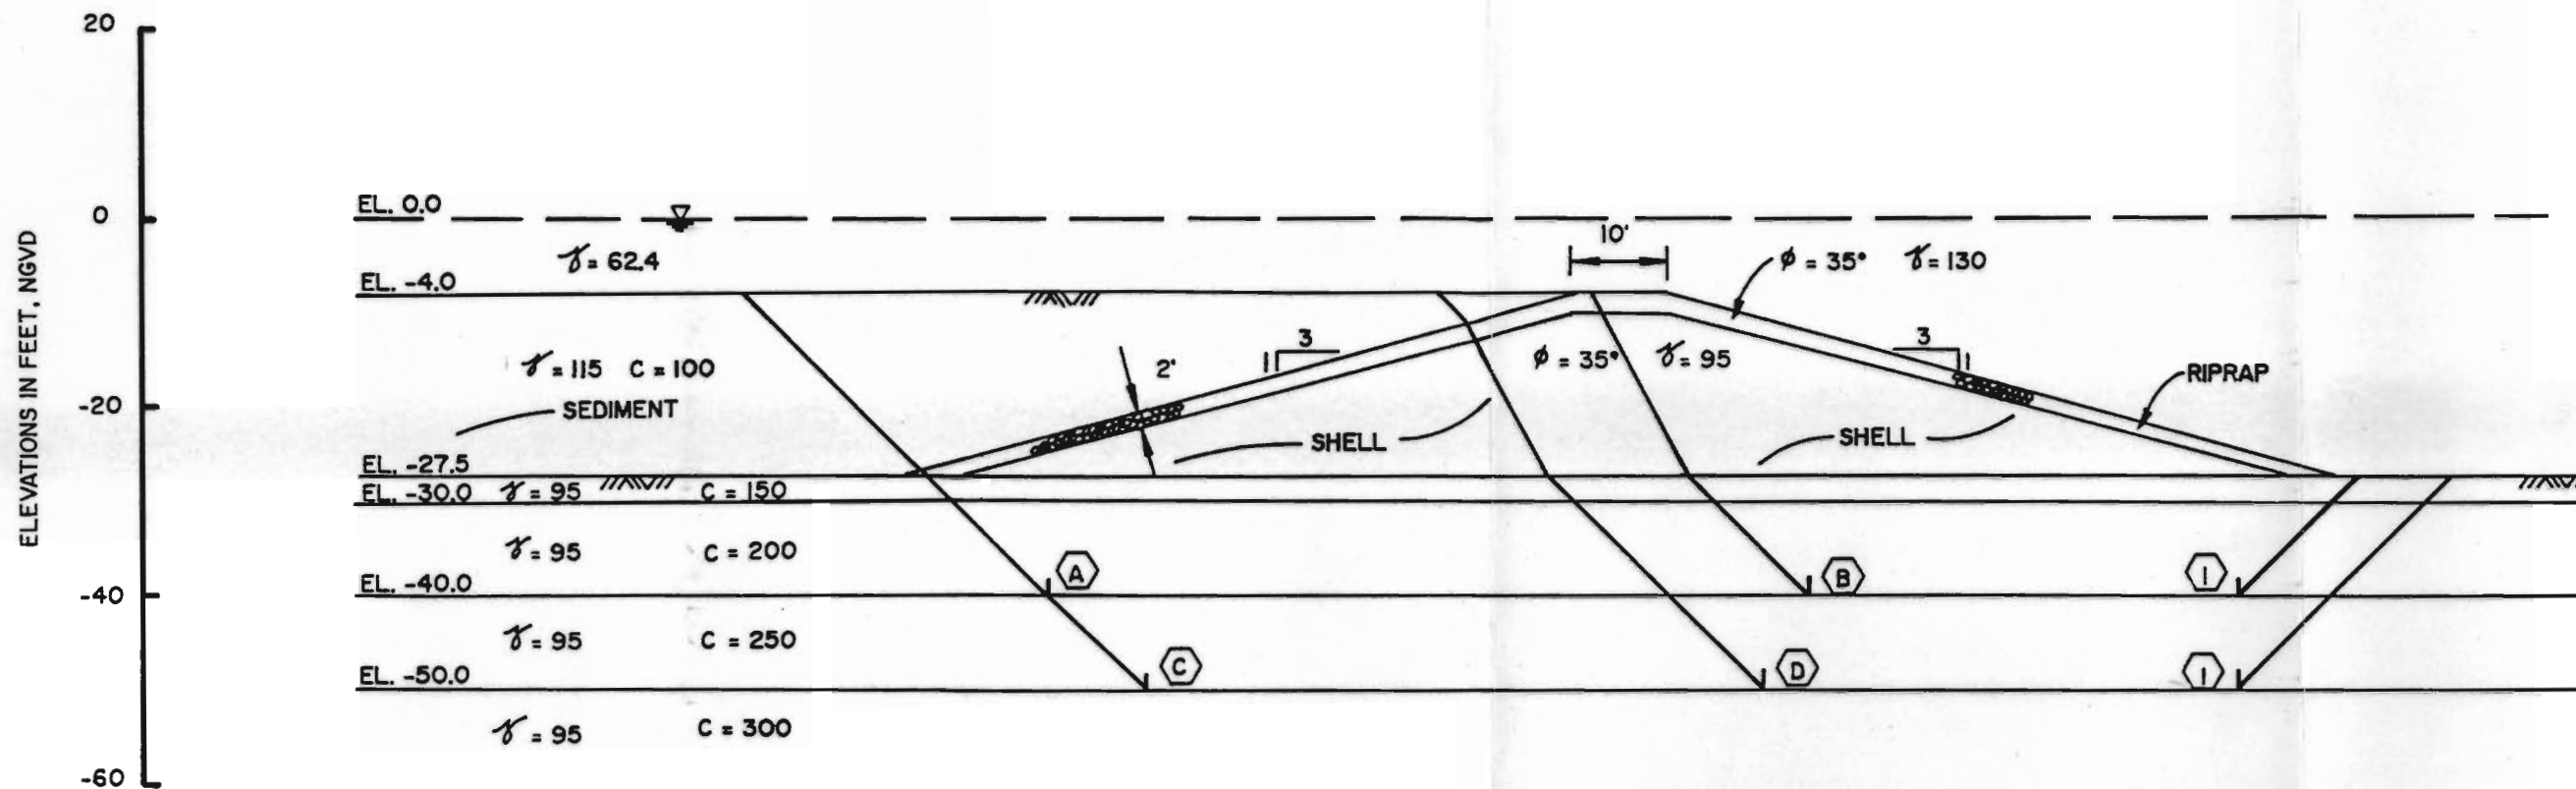 20
0
-20
-40
-60
ELEVATIONS IN FEET, NGVD
EL. 0.0
γ = 62.4
EL. -4.0
10'
ϕ = 35° γ = 130
3
1
2'
γ = 115 C = 100
SEDIMENT
ϕ = 35° γ = 95
3
1
RIPRAP
SHELL
SHELL
EL. -27.5
EL. -30.0 γ = 95 C = 150
γ = 95 C = 200
EL. -40.0
A
B
1
γ = 95 C = 250
EL. -50.0
C
D
1
γ = 95 C = 300